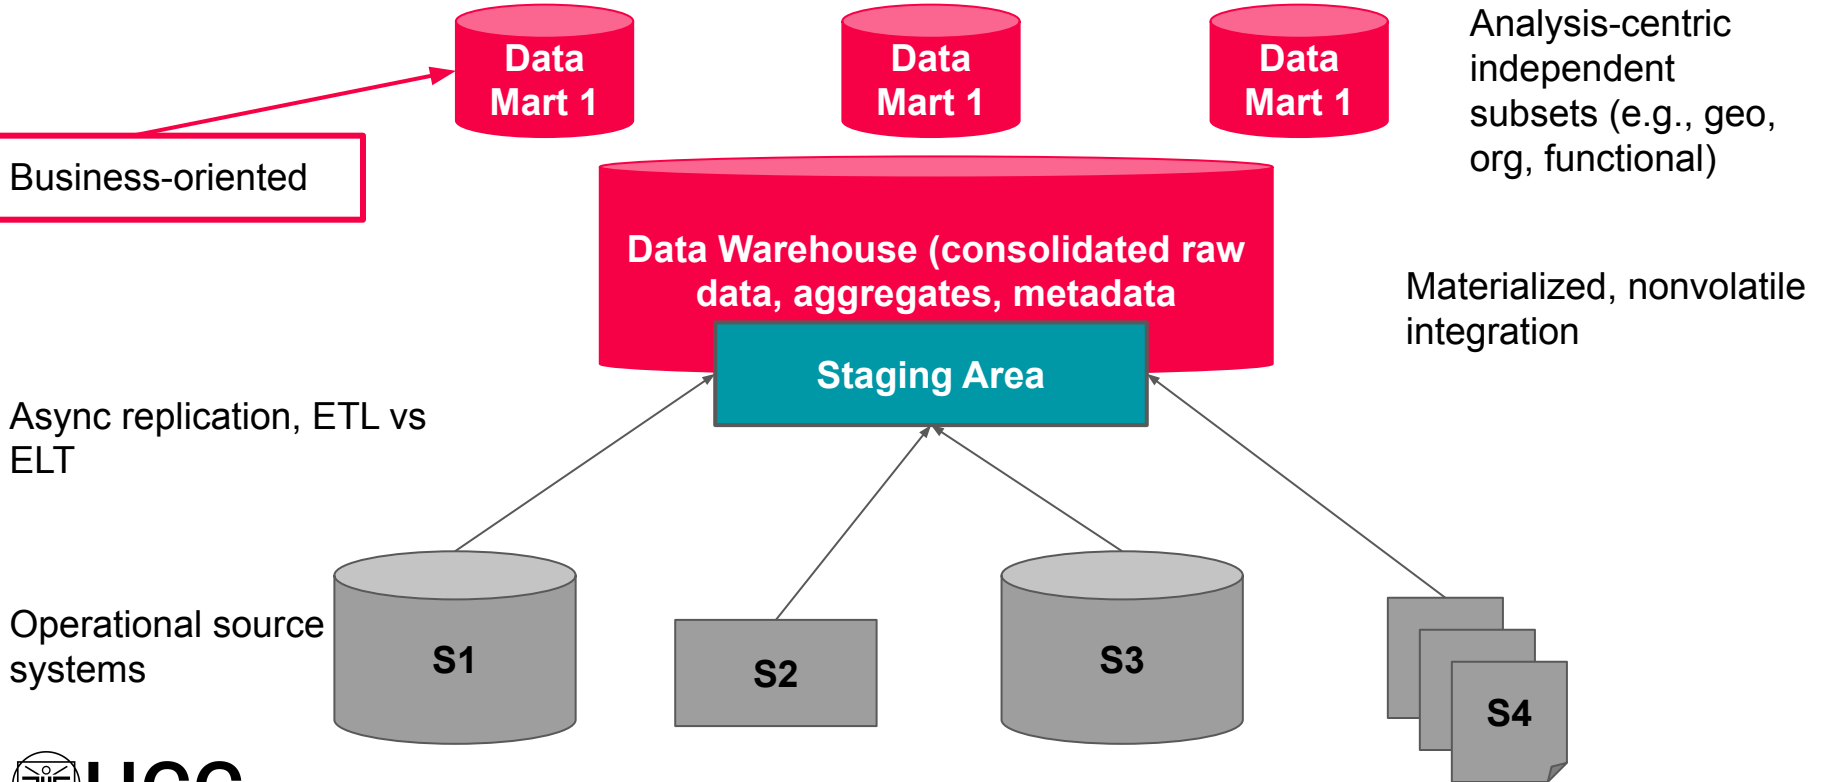 Data
Mart 1
Data
Mart 1
Data
Mart 1
Analysis-centric
independent
subsets (e.g., geo,
org, functional)
Business-oriented
Data Warehouse (consolidated raw
data, aggregates, metadata
Materialized, nonvolatile
integration
Staging Area
Async replication, ETL vs
ELT
Operational source
systems
S1
S2
S3
S4